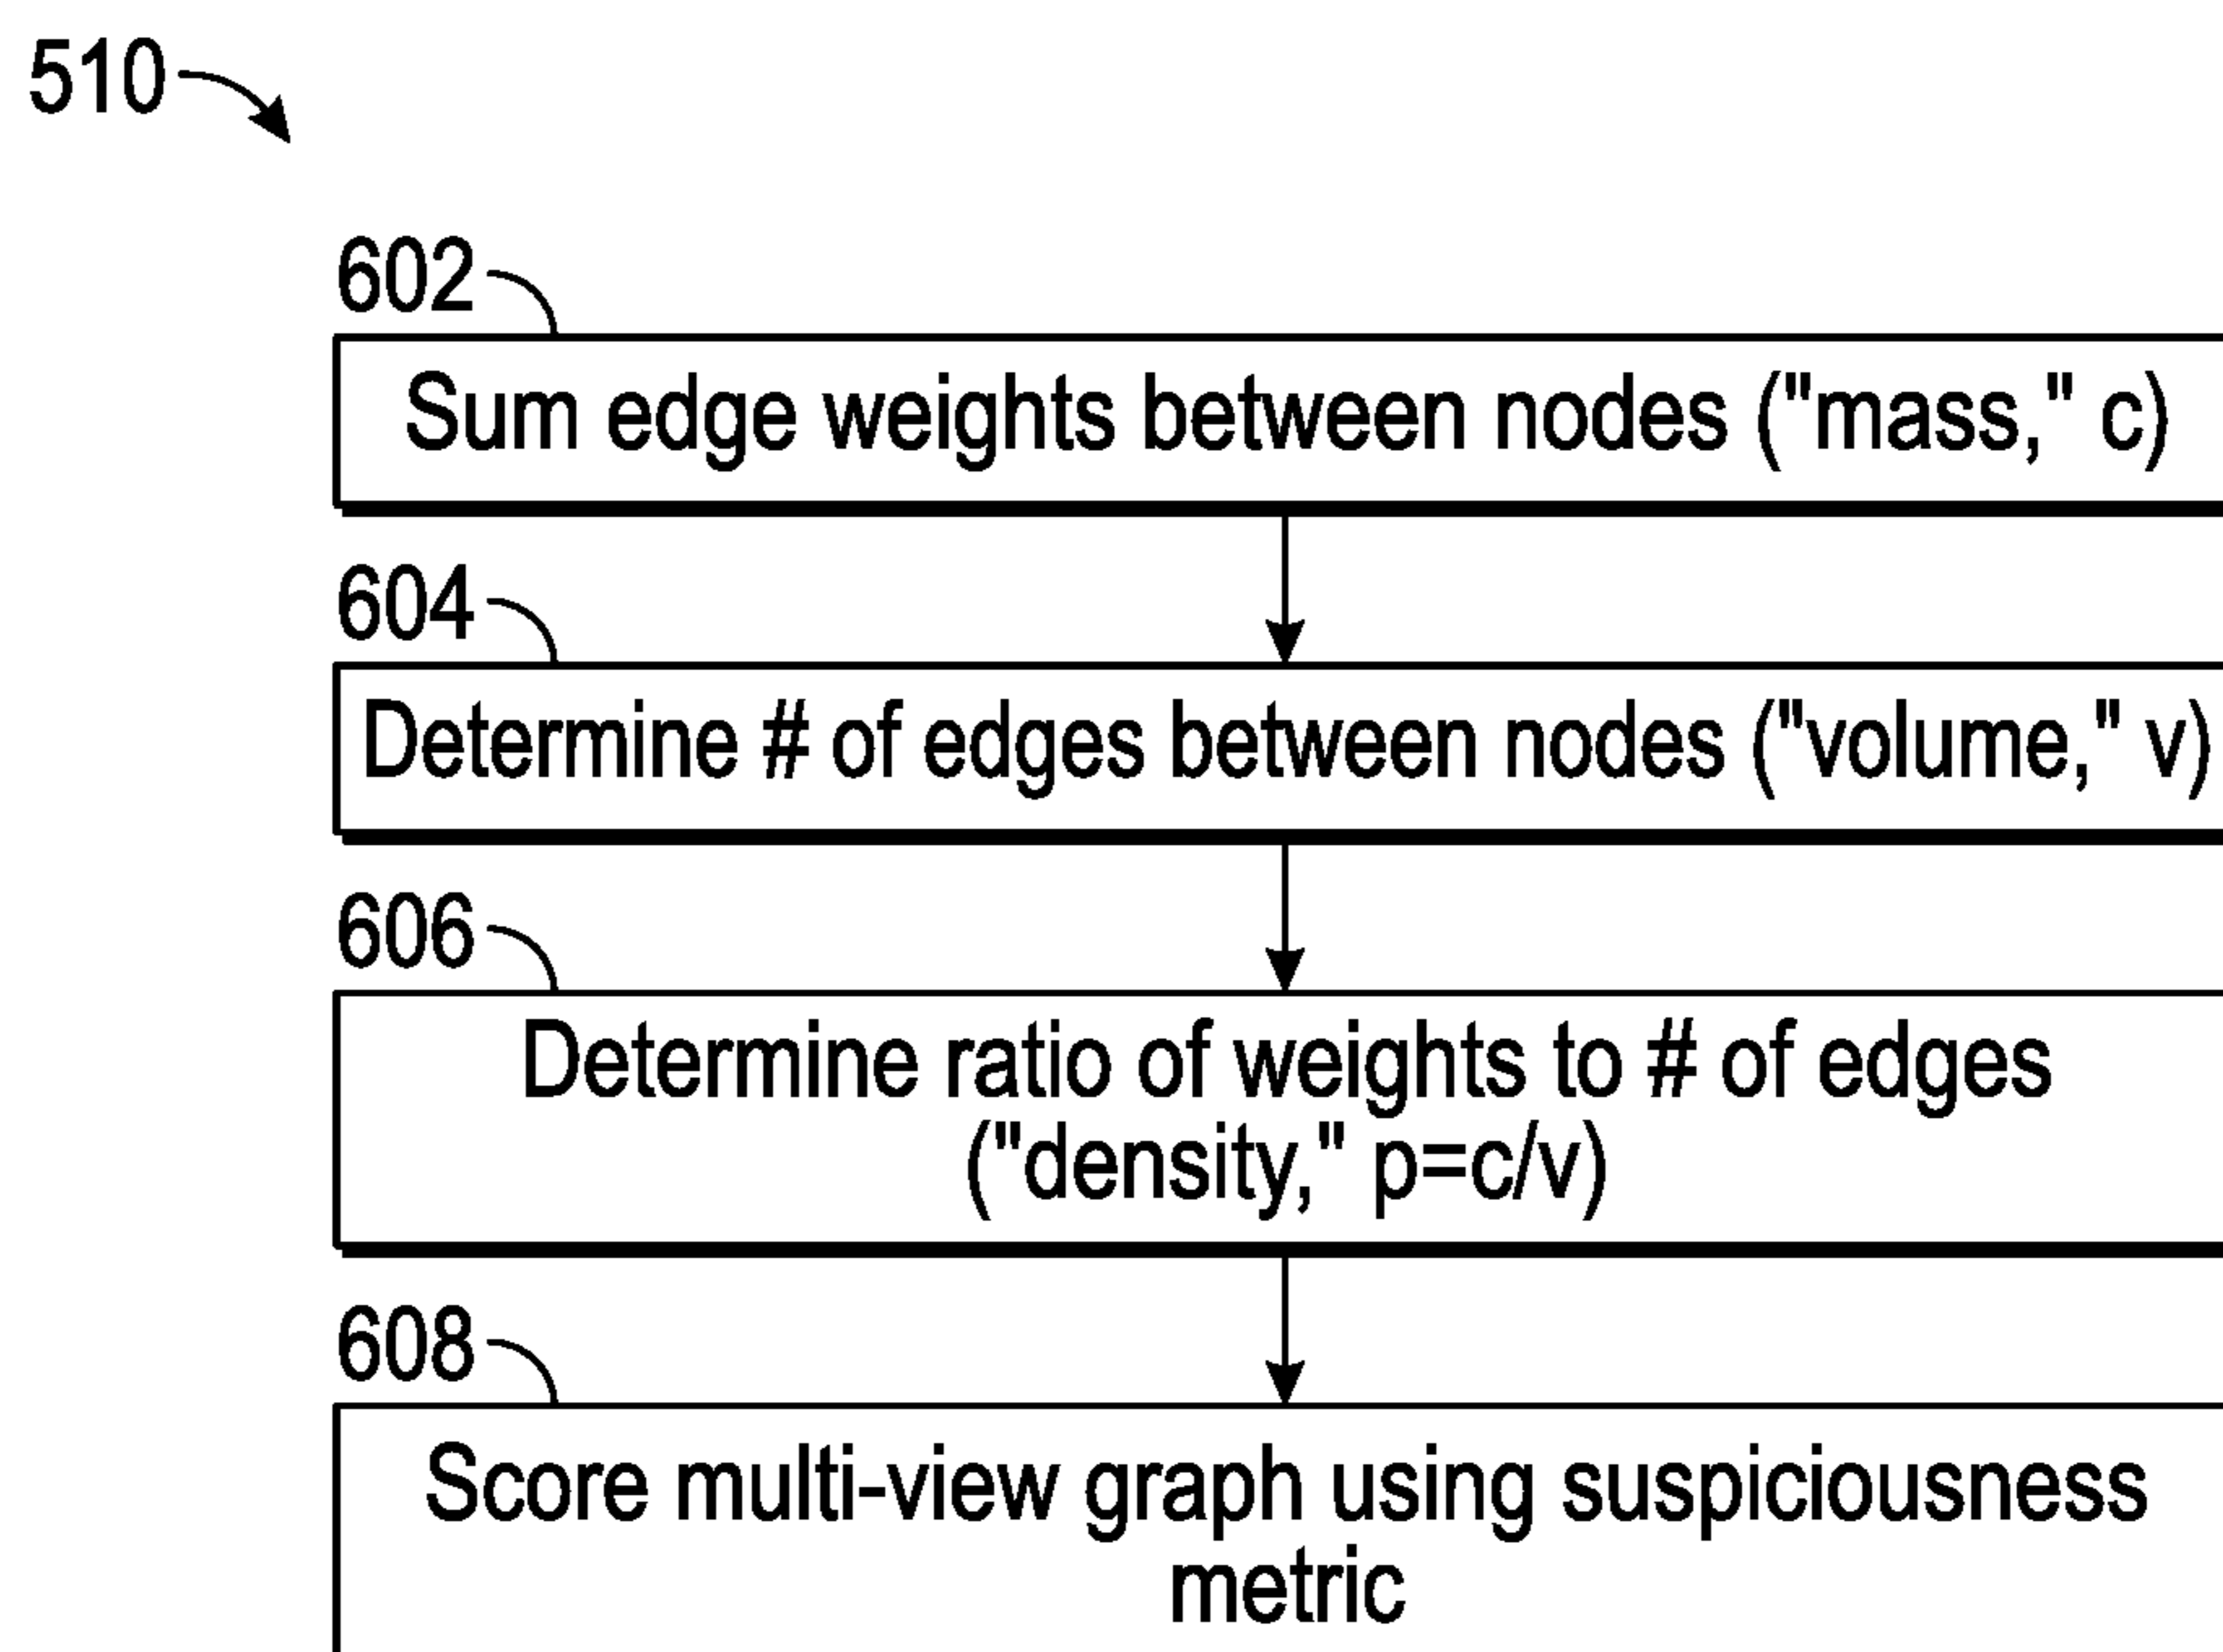 510
602
Sum edge weights between nodes ("mass," c)
604
Determine # of edges between nodes ("volume," v)
606
Determine ratio of weights to # of edges
("density," p=c/v)
608
Score multi-view graph using suspiciousness
metric